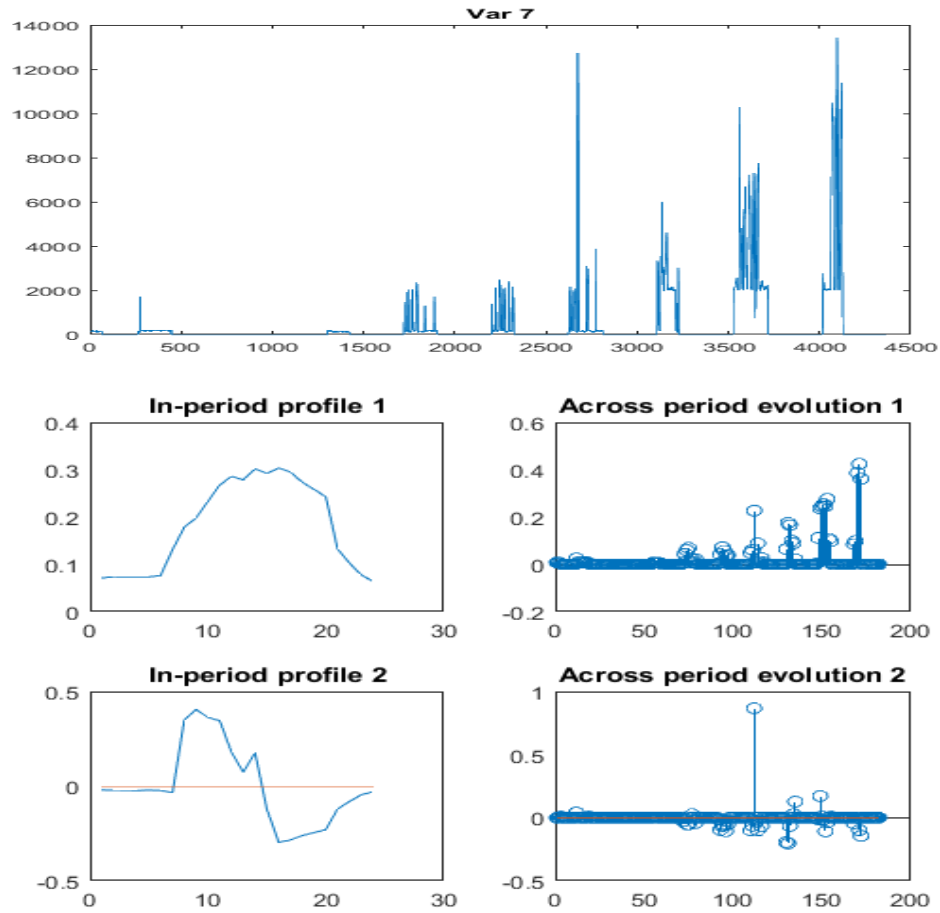 Var 7
14000
12000
10000
8000
6000
4000
2000
0
0 500 1000 1500 2000 2500 3000 3500 4000 4500
In-period profile 1
0.4
0.3
0.2
0.1
0
0 10 20 30
Across period evolution 1
0.6
0.4
0.2
0
-0.2
0 50 100 150 200
In-period profile 2
0.5
0
-0.5
0 10 20 30
Across period evolution 2
1
0.5
0
-0.5
0 50 100 150 200